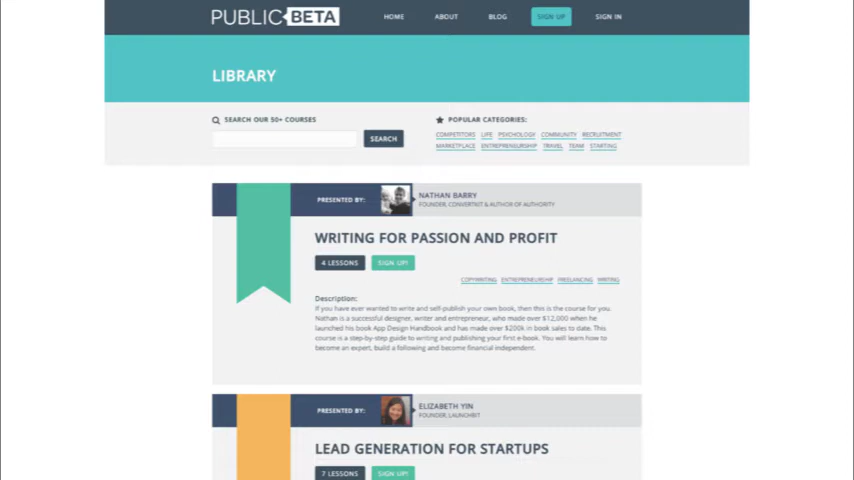 PUBLIC BETA
HOME ABOUT BLOG SIGN UP SIGN IN
LIBRARY
SEARCH OUR 50+ COURSES
SEARCH
POPULAR CATEGORIES:
COMPETITORS LIFE PSYCHOLOGY COMMUNITY RECRUITMENT
MARKETPLACE ENTREPRENEURSHIP TRAVEL TEAM STARTING
PRESENTED BY:
NATHAN BARRY
FOUNDER, CONVERTKIT & AUTHOR OF AUTHORITY
WRITING FOR PASSION AND PROFIT
4 LESSONS SIGN UP!
COPYWRITING ENTREPRENEURSHIP FREELANCING WRITING
Description:
If you have ever wanted to write and self-publish your own book, then this is the course for you.
Nathan is a successful designer, writer and entrepreneur, who made over $12,000 when he
launched his book App Design Handbook and has made over $200k in book sales to date. This
course is a step-by-step guide to writing and publishing your first e-book. You will learn how to
become an expert, build a following and become financial independent.
PRESENTED BY:
ELIZABETH YIN
FOUNDER, LAUNCHBIT
LEAD GENERATION FOR STARTUPS
7 LESSONS SIGN UP!